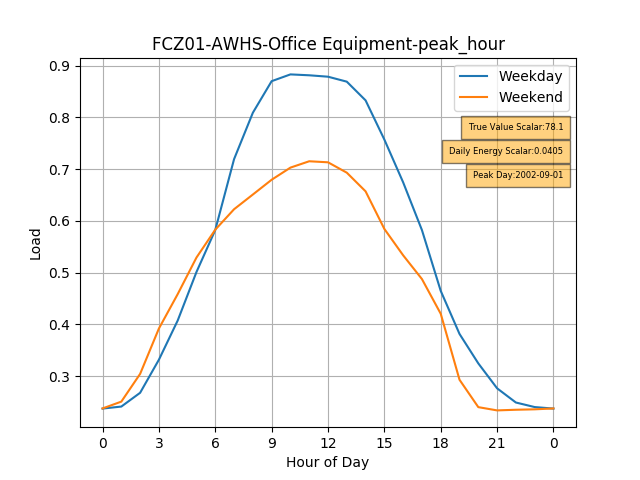 FCZ01-AWHS-Office Equipment-peak_hour
0.9
0.8
0.7
0.6
0.5
0.4
0.3
Load
Weekday
Weekend
True Value Scalar:78.1
Daily Energy Scalar:0.0405
Peak Day:2002-09-01
0 3 6 9 12 15 18 21 0
Hour of Day